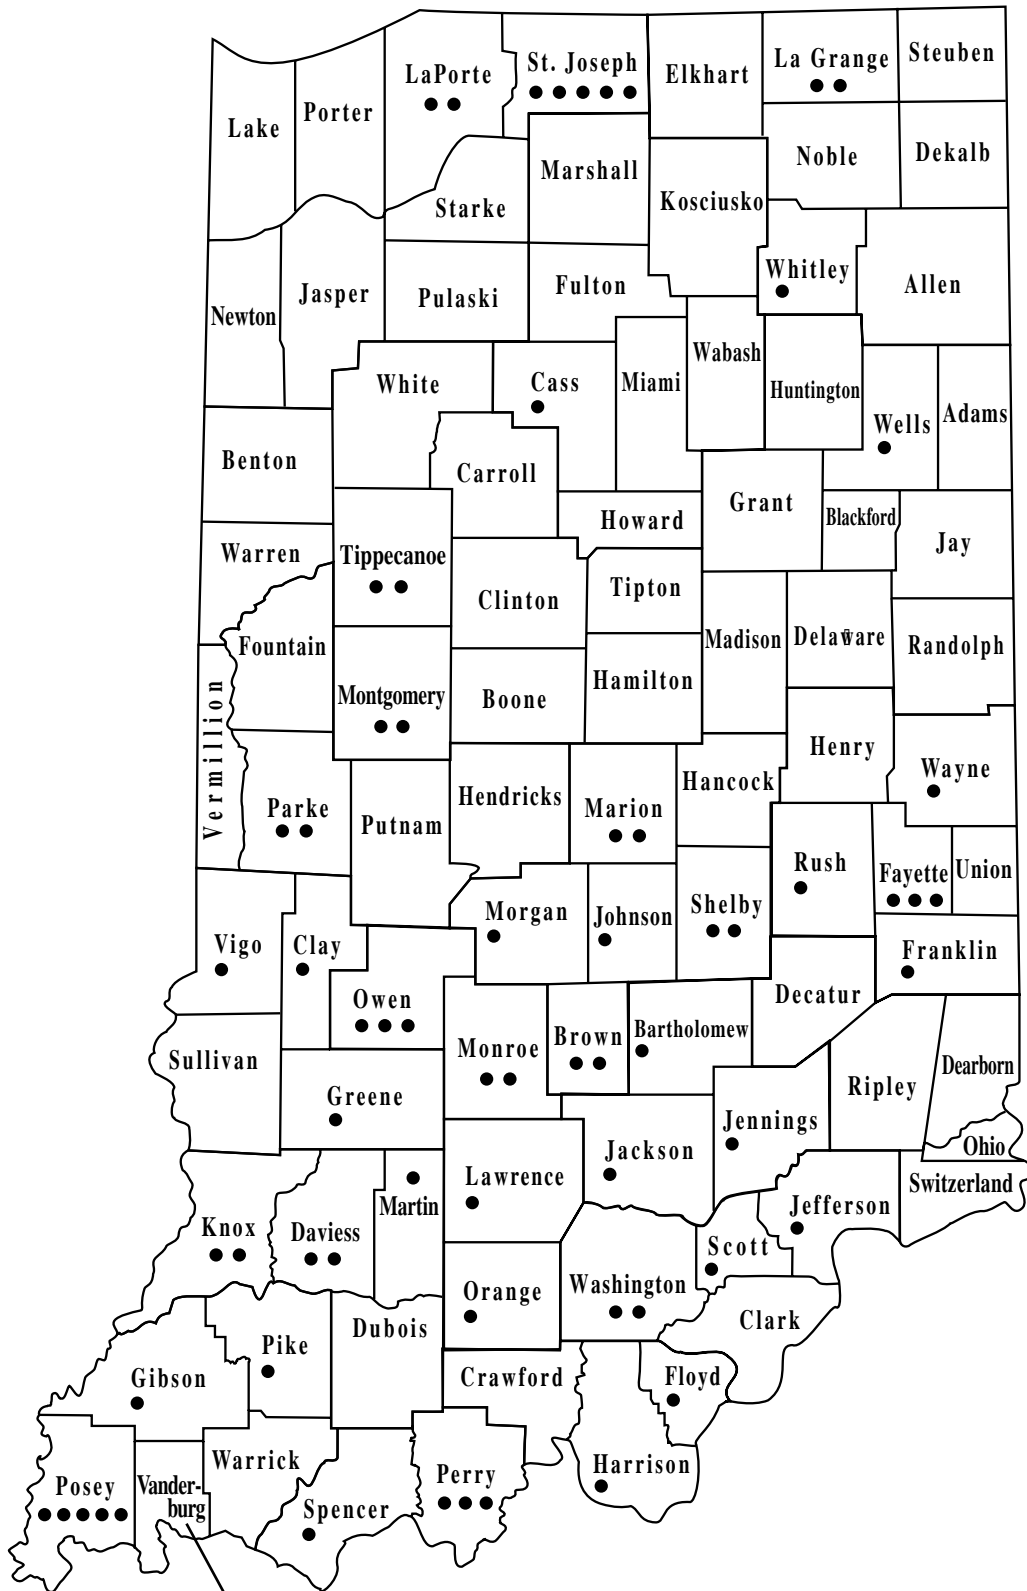 St. Joseph
LaPorte
Elkhart
La Grange
Steuben
Lake
Porter
Marshall
Noble
Dekalb
Starke
Kosciusko
Whitley
Allen
Newton
Jasper
Pulaski
Fulton
White
Cass
Miami
Wabash
Huntington
Wells
Adams
Benton
Carroll
Grant
Blackford
Howard
Warren
Tippecanoe
Jay
Clinton
Tipton
Fountain
Madison
Delaware
Randolph
Vermillion
Montgomery
Boone
Hamilton
Henry
Wayne
Parke
Putnam
Hendricks
Marion
Hancock
Rush
Fayette
Union
Vigo
Clay
Morgan
Johnson
Shelby
Franklin
Owen
Decatur
Sullivan
Monroe
Brown
Bartholomew
Dearborn
Greene
Ripley
Jennings
Ohio
Jackson
Lawrence
Martin
Switzerland
Knox
Daviess
Jefferson
Scott
Orange
Washington
Clark
Dubois
Pike
Gibson
Crawford
Floyd
Posey
Vander-
burg
Warrick
Spencer
Perry
Harrison